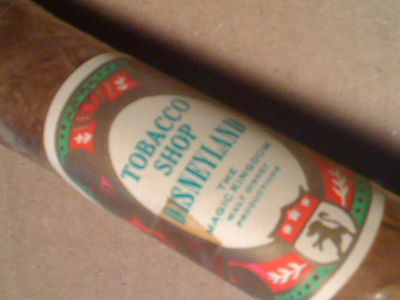 TOBACCO
SHOP
DISNEYLAND
THE
MAGIC KINGDOM
WALT DISNEY
PRODUCTIONS